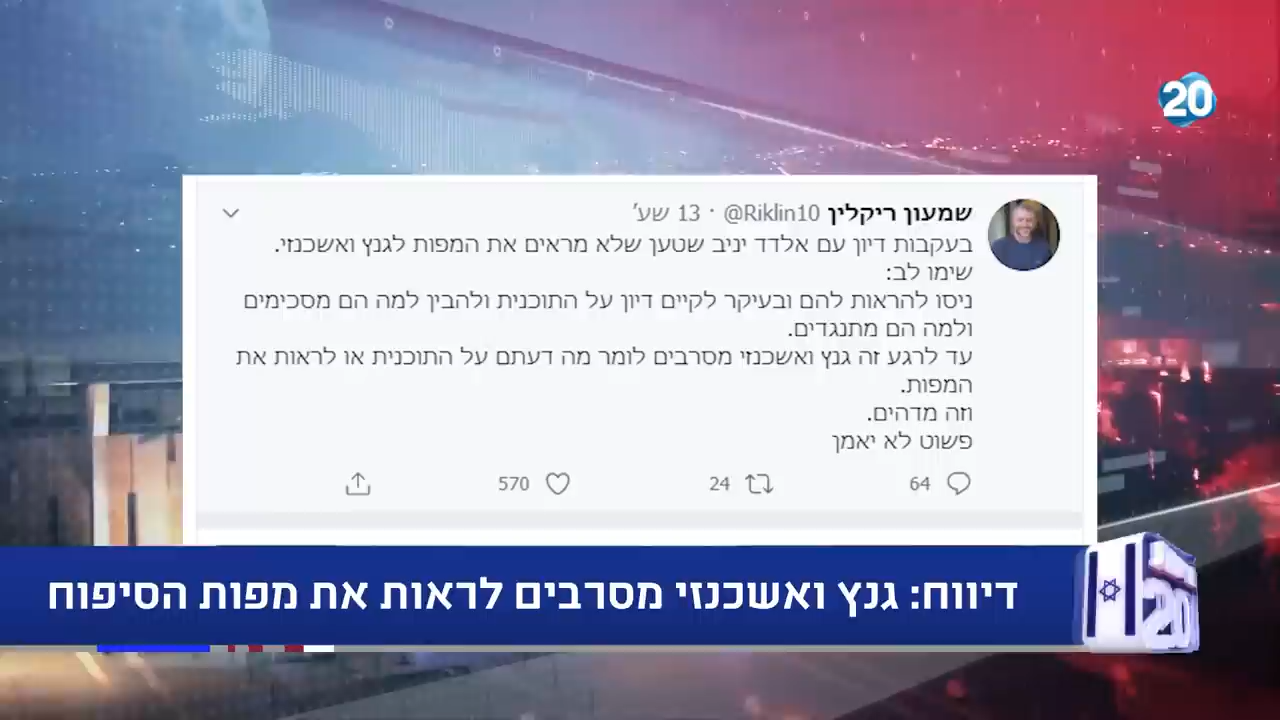 20
שמעון ריקלין @Riklin10 · 13 שע׳
בעקבות דיון עם אלדד יניב שטען שלא מראים את המפות לגנץ ואשכנזי.
שימו לב:
ניסו להראות להם ובעיקר לקיים דיון על התוכנית ולהבין למה הם מסכימים
ולמה הם מתנגדים.
עד לרגע זה גנץ ואשכנזי מסרבים לומר מה דעתם על התוכנית או לראות את
המפות.
וזה מדהים.
פשוט לא יאמן
64 24 570
דיווח: גנץ ואשכנזי מסרבים לראות את מפות הסיפוח
20